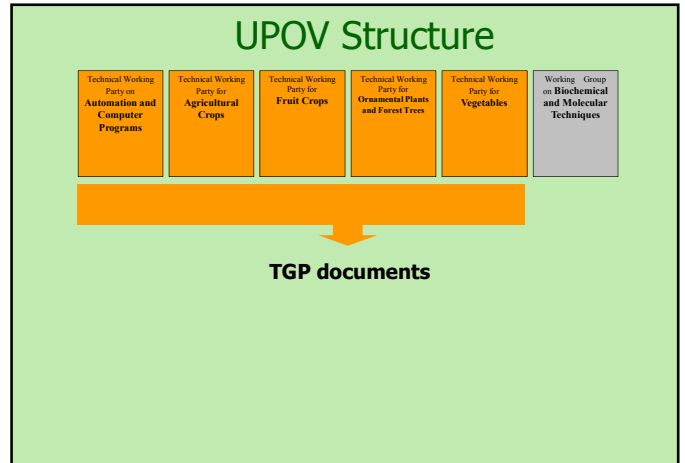 UPOV Structure
Technical Working
Party on
Automation and
Computer
Programs
Technical Working
Party for
Agricultural
Crops
Technical Working
Party for
Fruit Crops
Technical Working
Party for
Ornamental Plants
and Forest Trees
Technical Working
Party for
Vegetables
Working Group
on Biochemical
and Molecular
Techniques
TGP documents